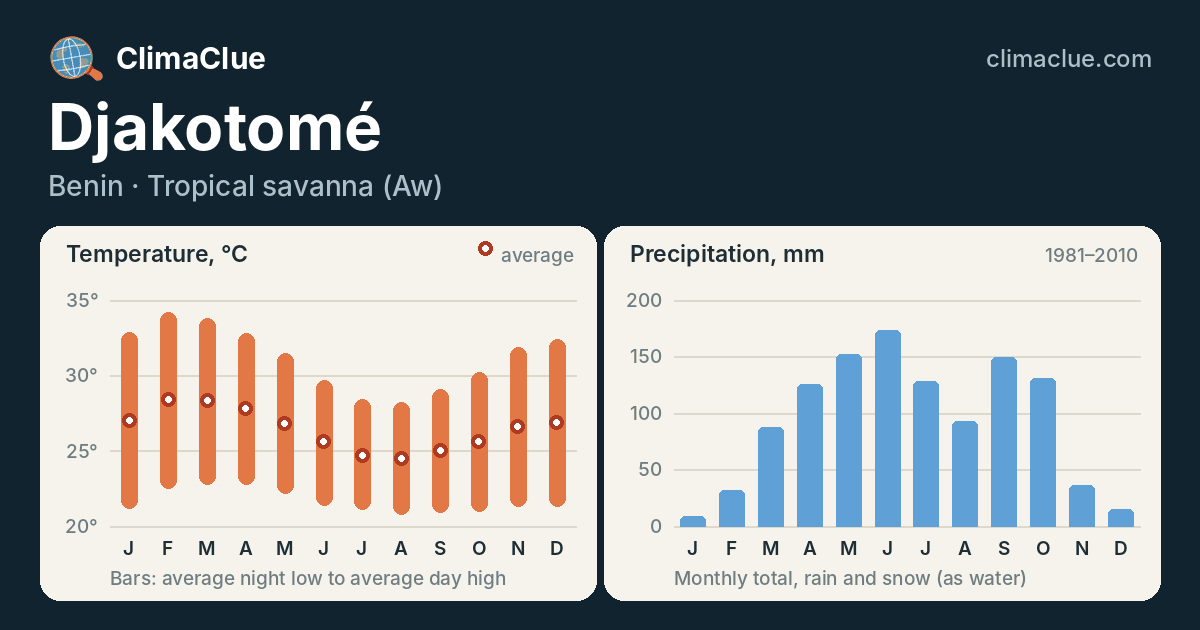 ClimaClue
climaclue.com
Djakotomé
Benin · Tropical savanna (Aw)
Temperature, °C
average
35°
30°
25°
20°
J F M A M J J A S O N D
Bars: average night low to average day high
Precipitation, mm
1981–2010
200
150
100
50
0
J F M A M J J A S O N D
Monthly total, rain and snow (as water)